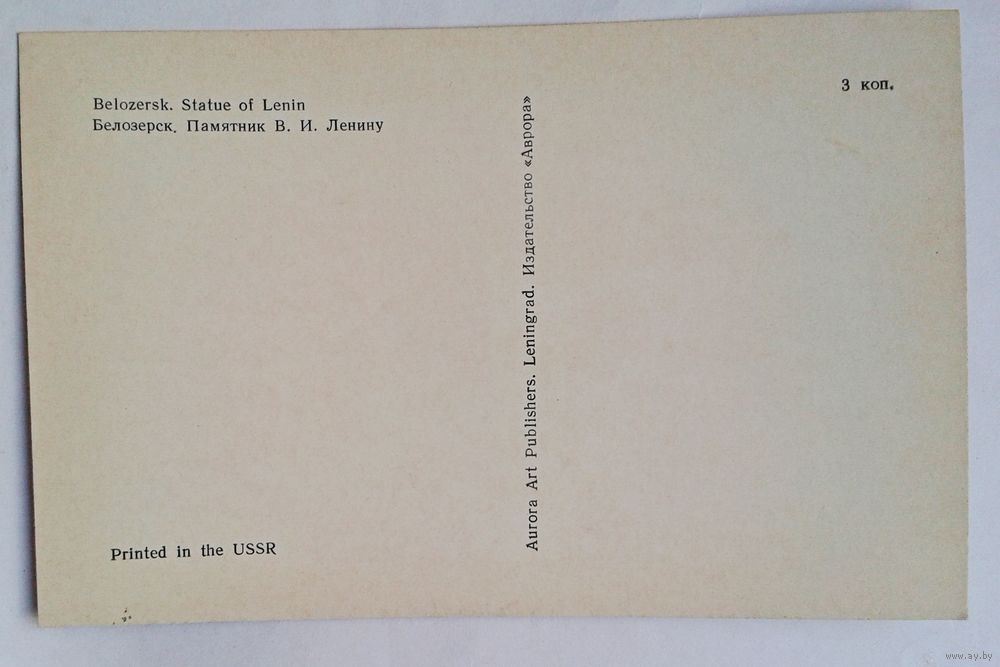 Belozersk. Statue of Lenin
Белозерск. Памятник В. И. Ленину
3 коп.
Aurora Art Publishers. Leningrad. Издательство «Аврора»
Printed in the USSR
www.ay.by